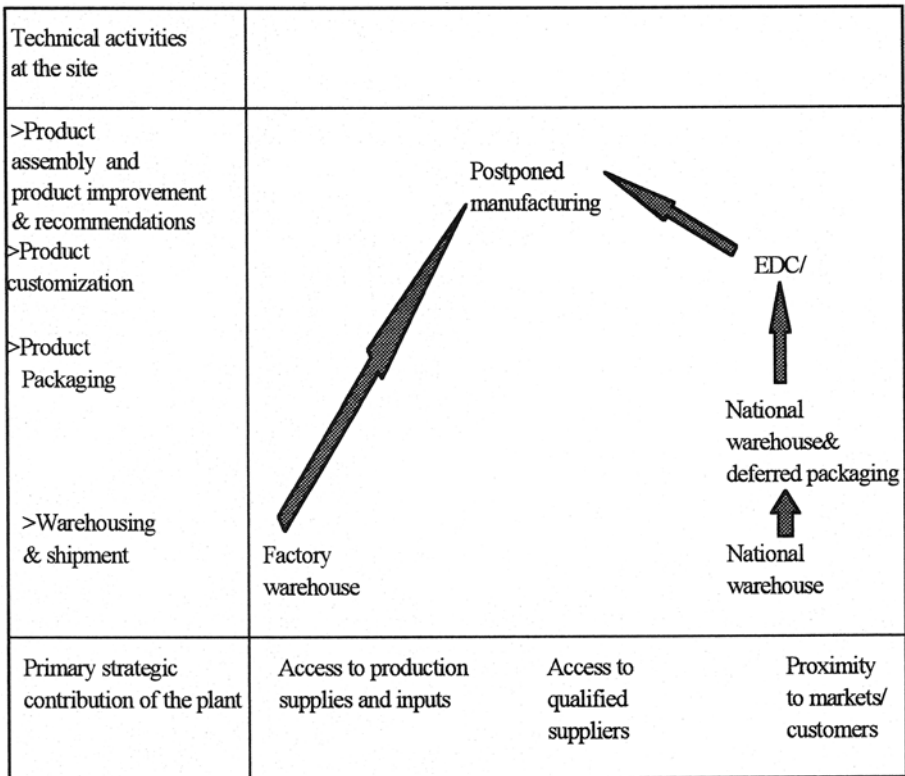 Technical activities
at the site
>Product
assembly and
product improvement
& recommendations
>Product
customization
>Product
Packaging
>Warehousing
& shipment
Postponed
manufacturing
EDC/
National
warehouse&
deferred packaging
National
warehouse
Factory
warehouse
Primary strategic
contribution of the plant
Access to production
supplies and inputs
Access to
qualified
suppliers
Proximity
to markets/
customers